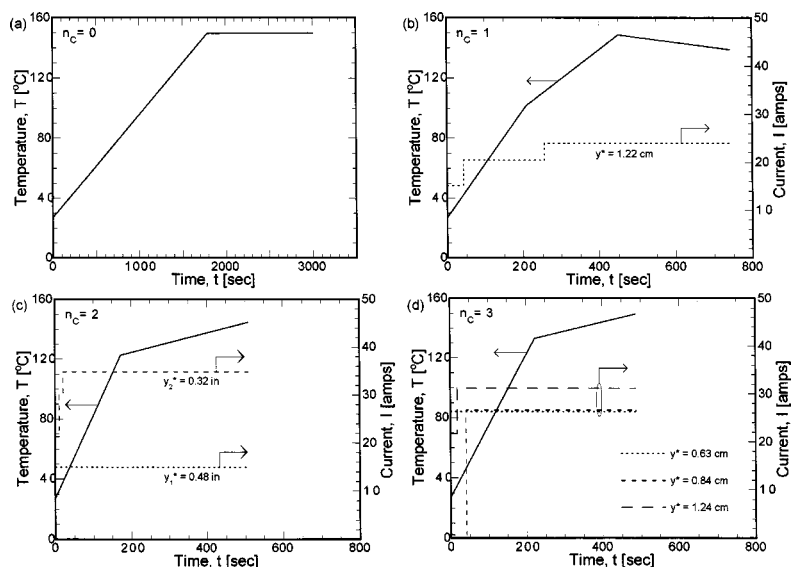 (a)
n_C= 0
160
120
80
40
0
Temperature, T [°C]
0
1000
2000
3000
Time, t [sec]
(b)
n_C= 1
160
120
80
40
0
Temperature, T [°C]
y* = 1.22 cm
50
40
30
20
10
0
Current, I [amps]
0
200
400
600
800
Time, t [sec]
(c)
n_C= 2
160
120
80
40
0
Temperature, T [°C]
y₂* = 0.32 in
y₁* = 0.48 in
50
40
30
20
10
0
Current, I [amps]
0
200
400
600
800
Time, t [sec]
(d)
n_C= 3
160
120
80
40
0
Temperature, T [°C]
y* = 0.63 cm
y* = 0.84 cm
y* = 1.24 cm
50
40
30
20
10
0
Current, I [amps]
0
200
400
600
800
Time, t [sec]